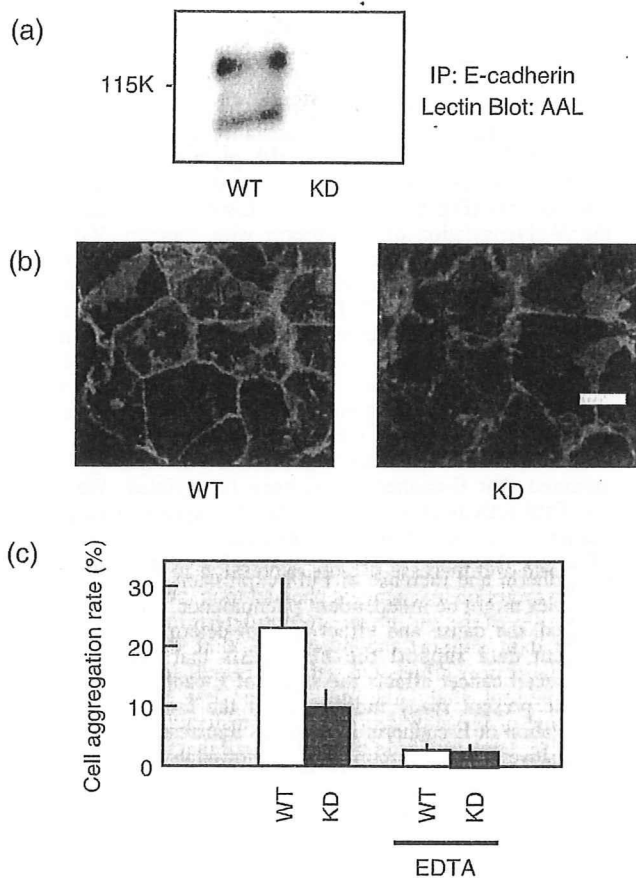 (a)
115K -
IP: E-cadherin
Lectin Blot: AAL
WT KD
(b)
WT KD
(c)
Cell aggregation rate (%)
30
20
10
0
WT KD WT KD
EDTA